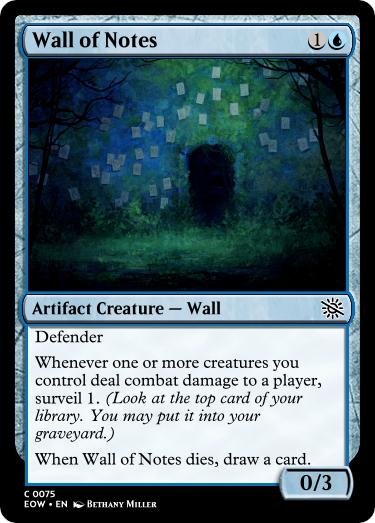 Wall of Notes 1
Artifact Creature — Wall
Defender
Whenever one or more creatures you
control deal combat damage to a player,
surveil 1. (Look at the top card of your
library. You may put it into your
graveyard.)
When Wall of Notes dies, draw a card.
0/3
C 0075
EOW • EN Bethany Miller